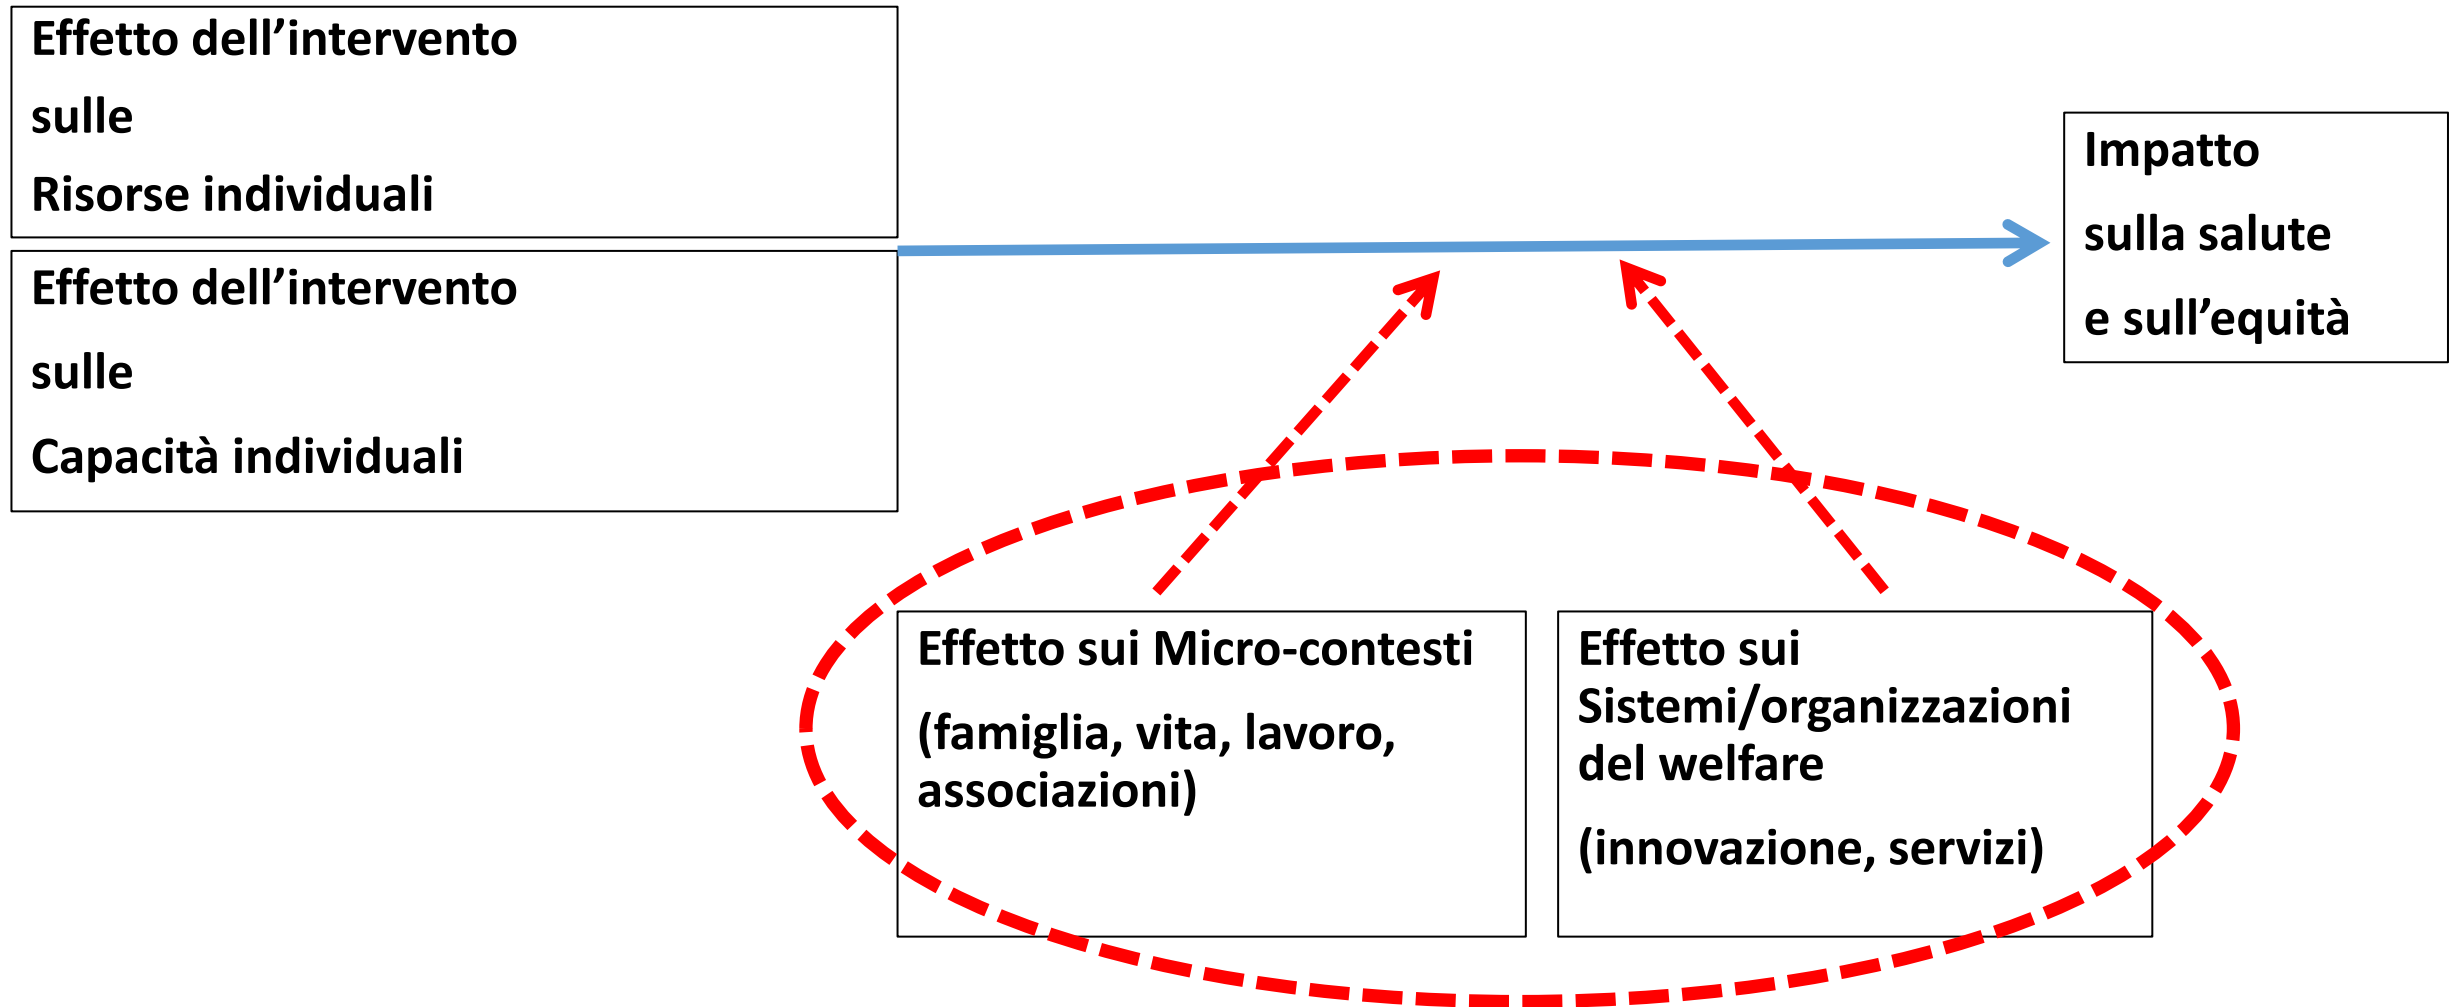 Effetto dell’intervento
sulle
Risorse individuali
Effetto dell’intervento
sulle
Capacità individuali
Impatto
sulla salute
e sull’equità
Effetto sui Micro-contesti
(famiglia, vita, lavoro,
associazioni)
Effetto sui
Sistemi/organizzazioni
del welfare
(innovazione, servizi)